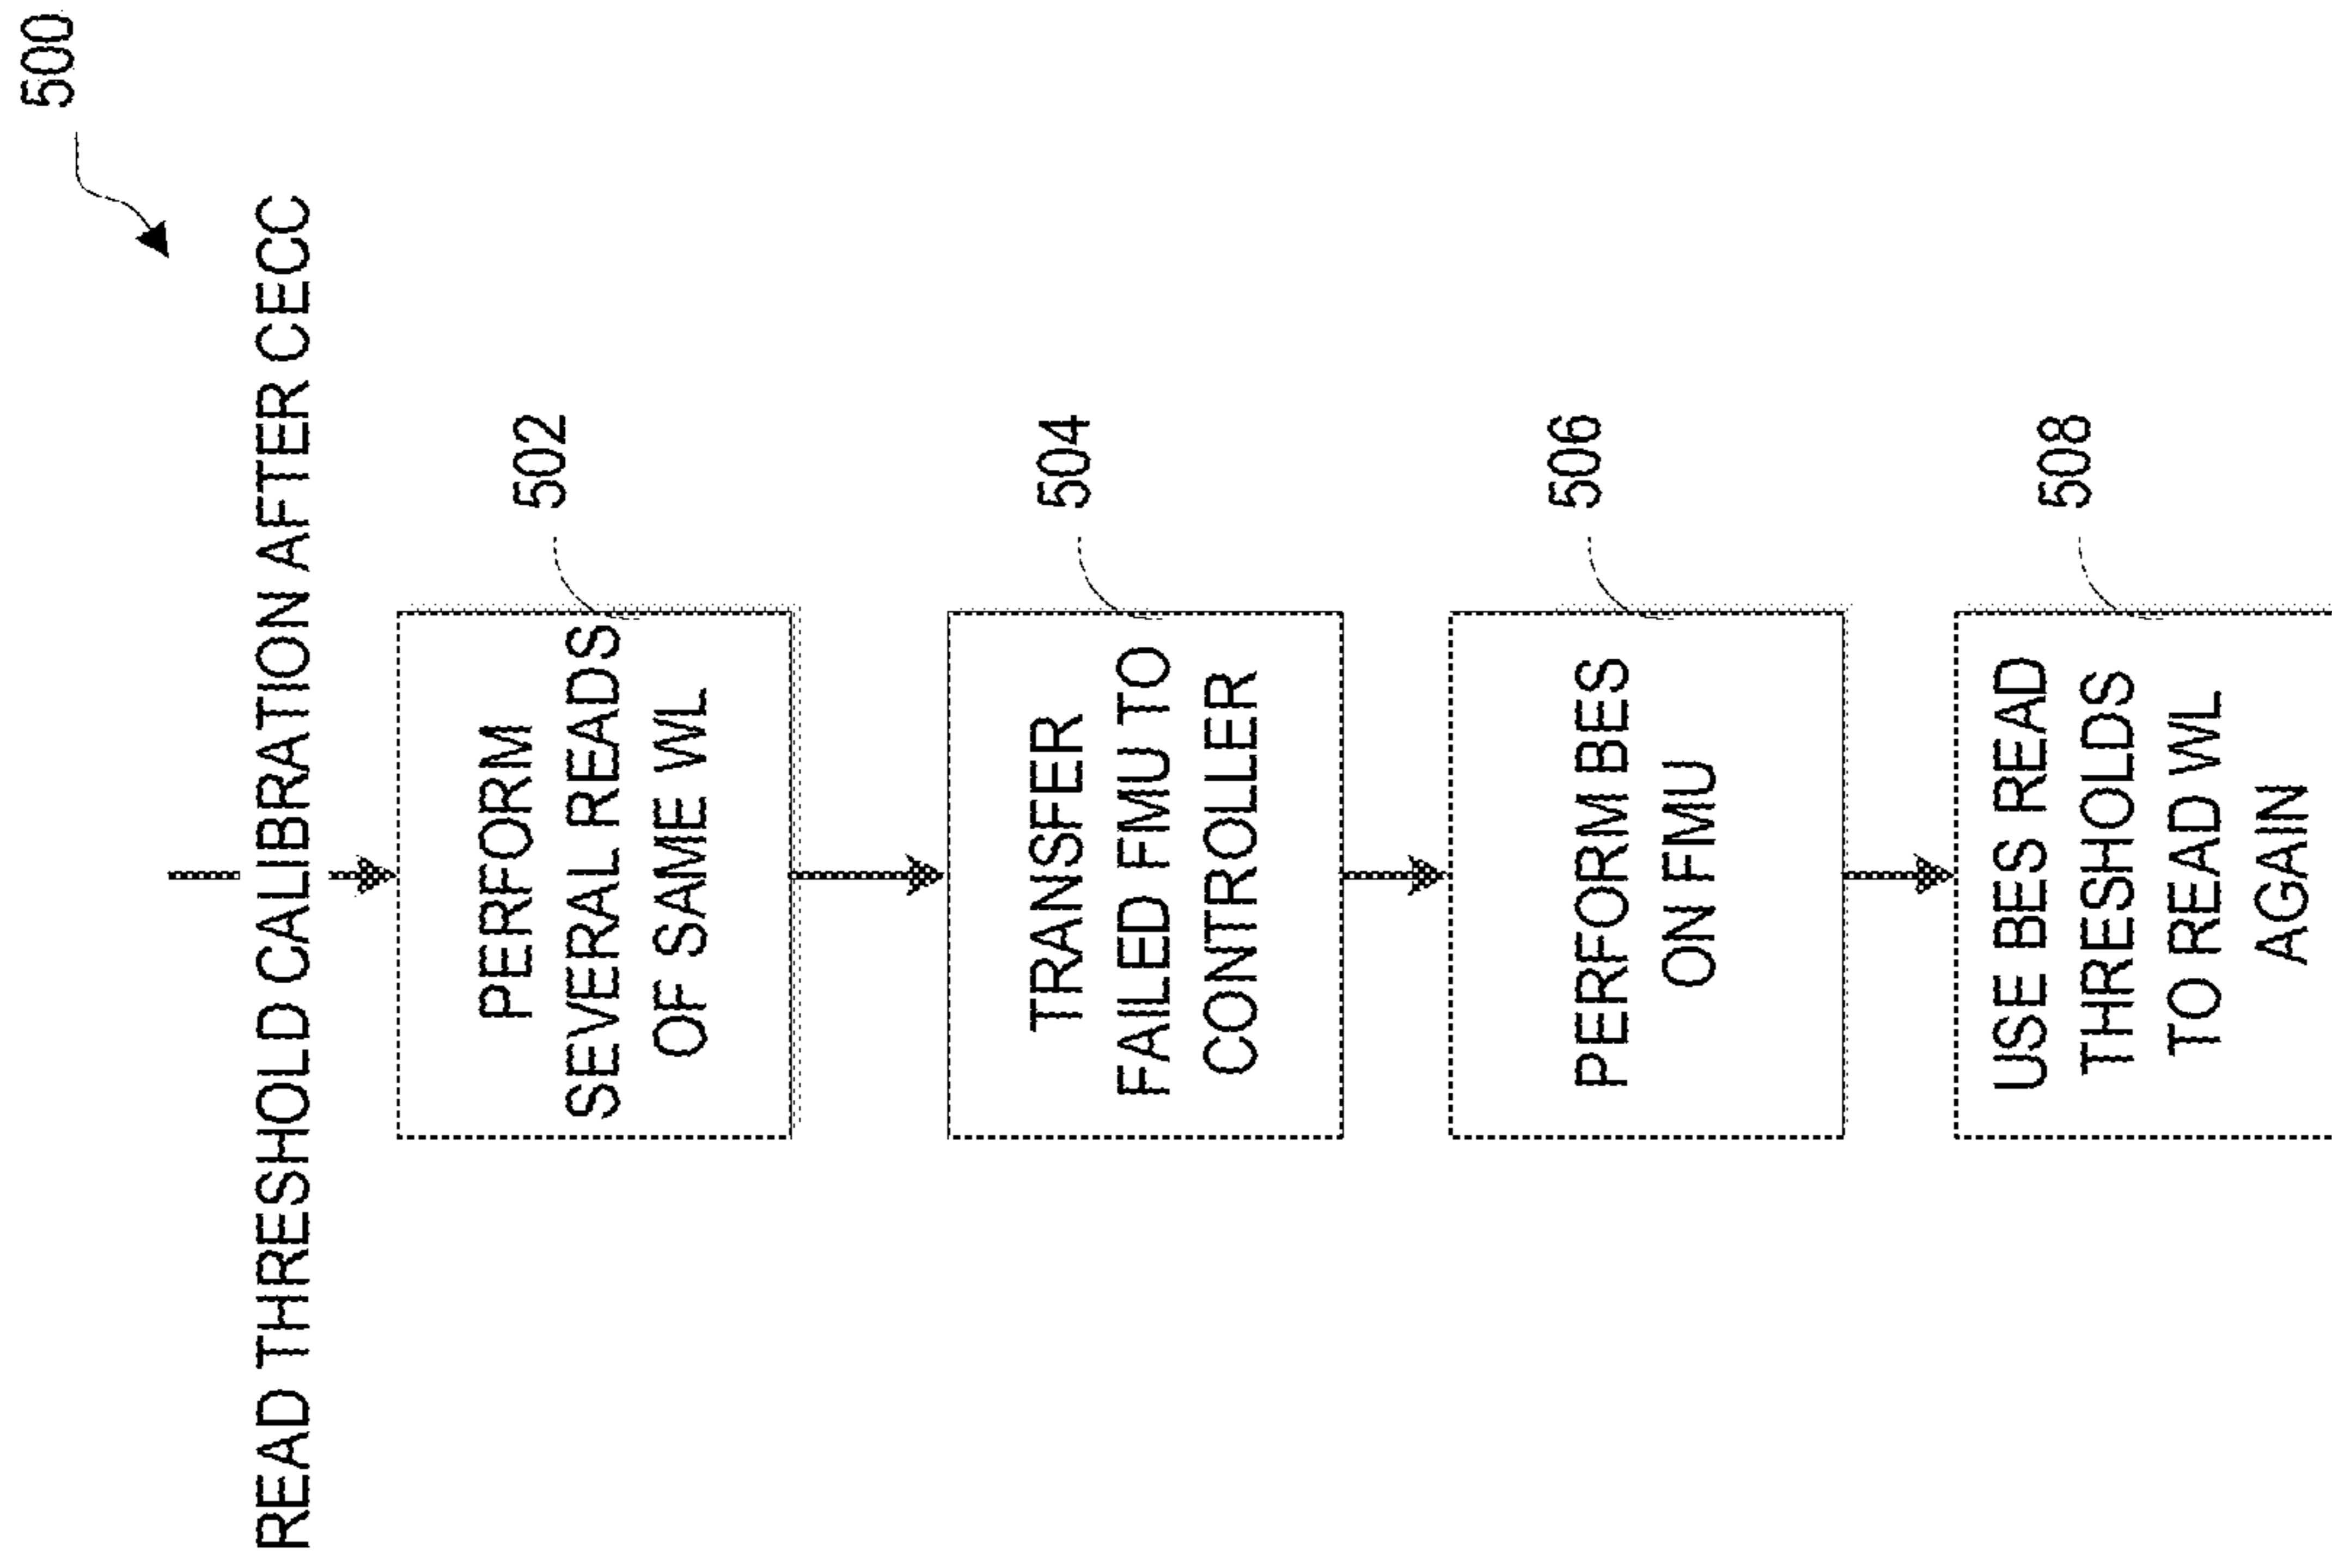 500
READ THRESHOLD CALIBRATION AFTER CECC
502
PERFORM
SEVERAL READS
OF SAME WL
504
TRANSFER
FAILED FMU TO
CONTROLLER
506
PERFORM BES
ON FMU
508
USE BES READ
THRESHOLDS
TO READ WL
AGAIN